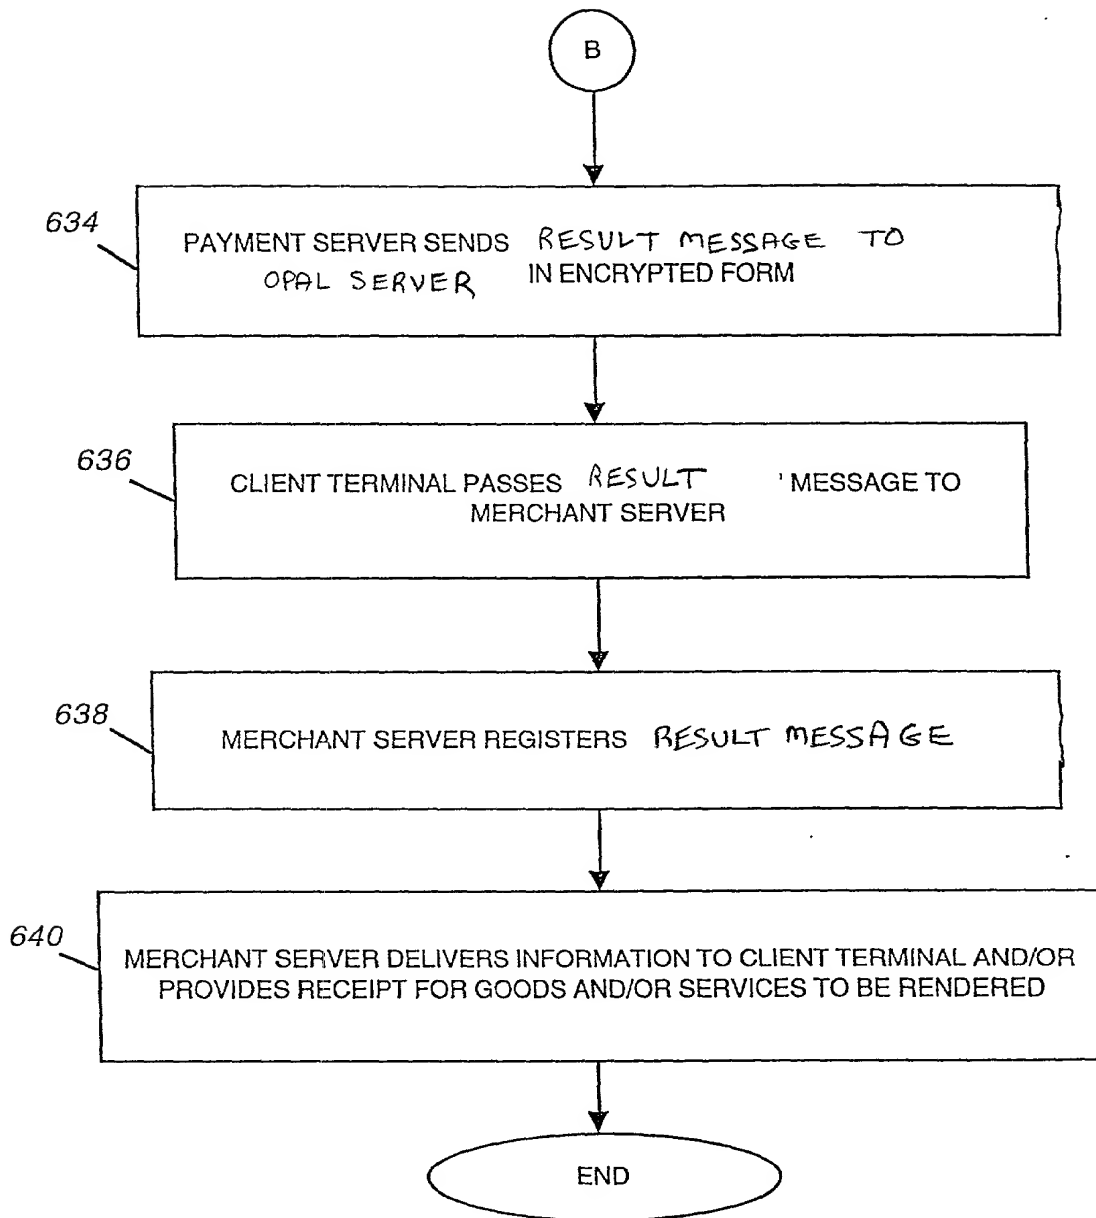 B
634
PAYMENT SERVER SENDS RESULT MESSAGE TO
OPAL SERVER IN ENCRYPTED FORM
636
CLIENT TERMINAL PASSES RESULT ' MESSAGE TO
MERCHANT SERVER
638
MERCHANT SERVER REGISTERS RESULT MESSAGE
640
MERCHANT SERVER DELIVERS INFORMATION TO CLIENT TERMINAL AND/OR
PROVIDES RECEIPT FOR GOODS AND/OR SERVICES TO BE RENDERED
END